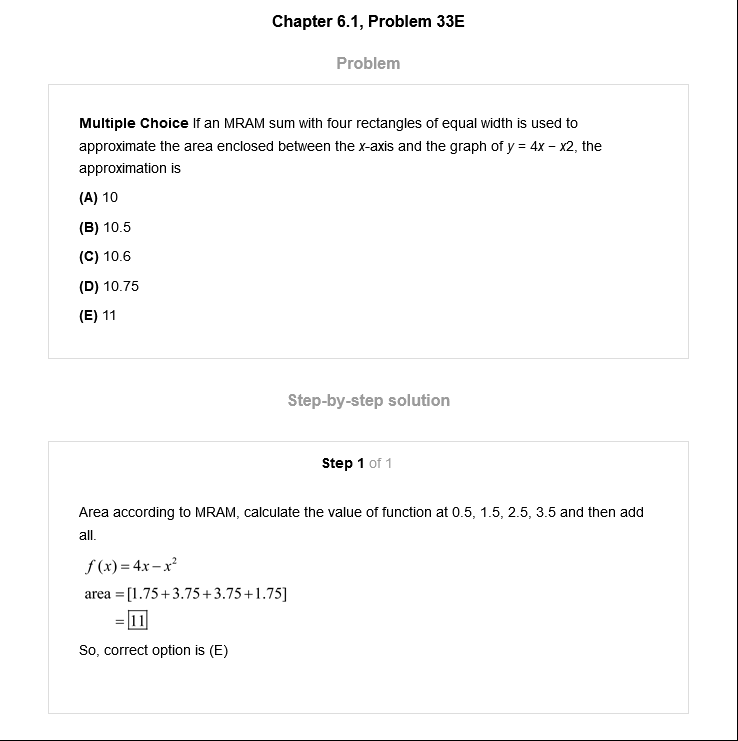 Chapter 6.1, Problem 33E
Problem
Multiple Choice If an MRAM sum with four rectangles of equal width is used to
approximate the area enclosed between the x-axis and the graph of y = 4x − x2, the
approximation is
(A) 10
(B) 10.5
(C) 10.6
(D) 10.75
(E) 11
Step-by-step solution
Step 1 of 1
Area according to MRAM, calculate the value of function at 0.5, 1.5, 2.5, 3.5 and then add
all.
f(x) = 4x − x²
area = [1.75 + 3.75 + 3.75 + 1.75]
= 11
So, correct option is (E)